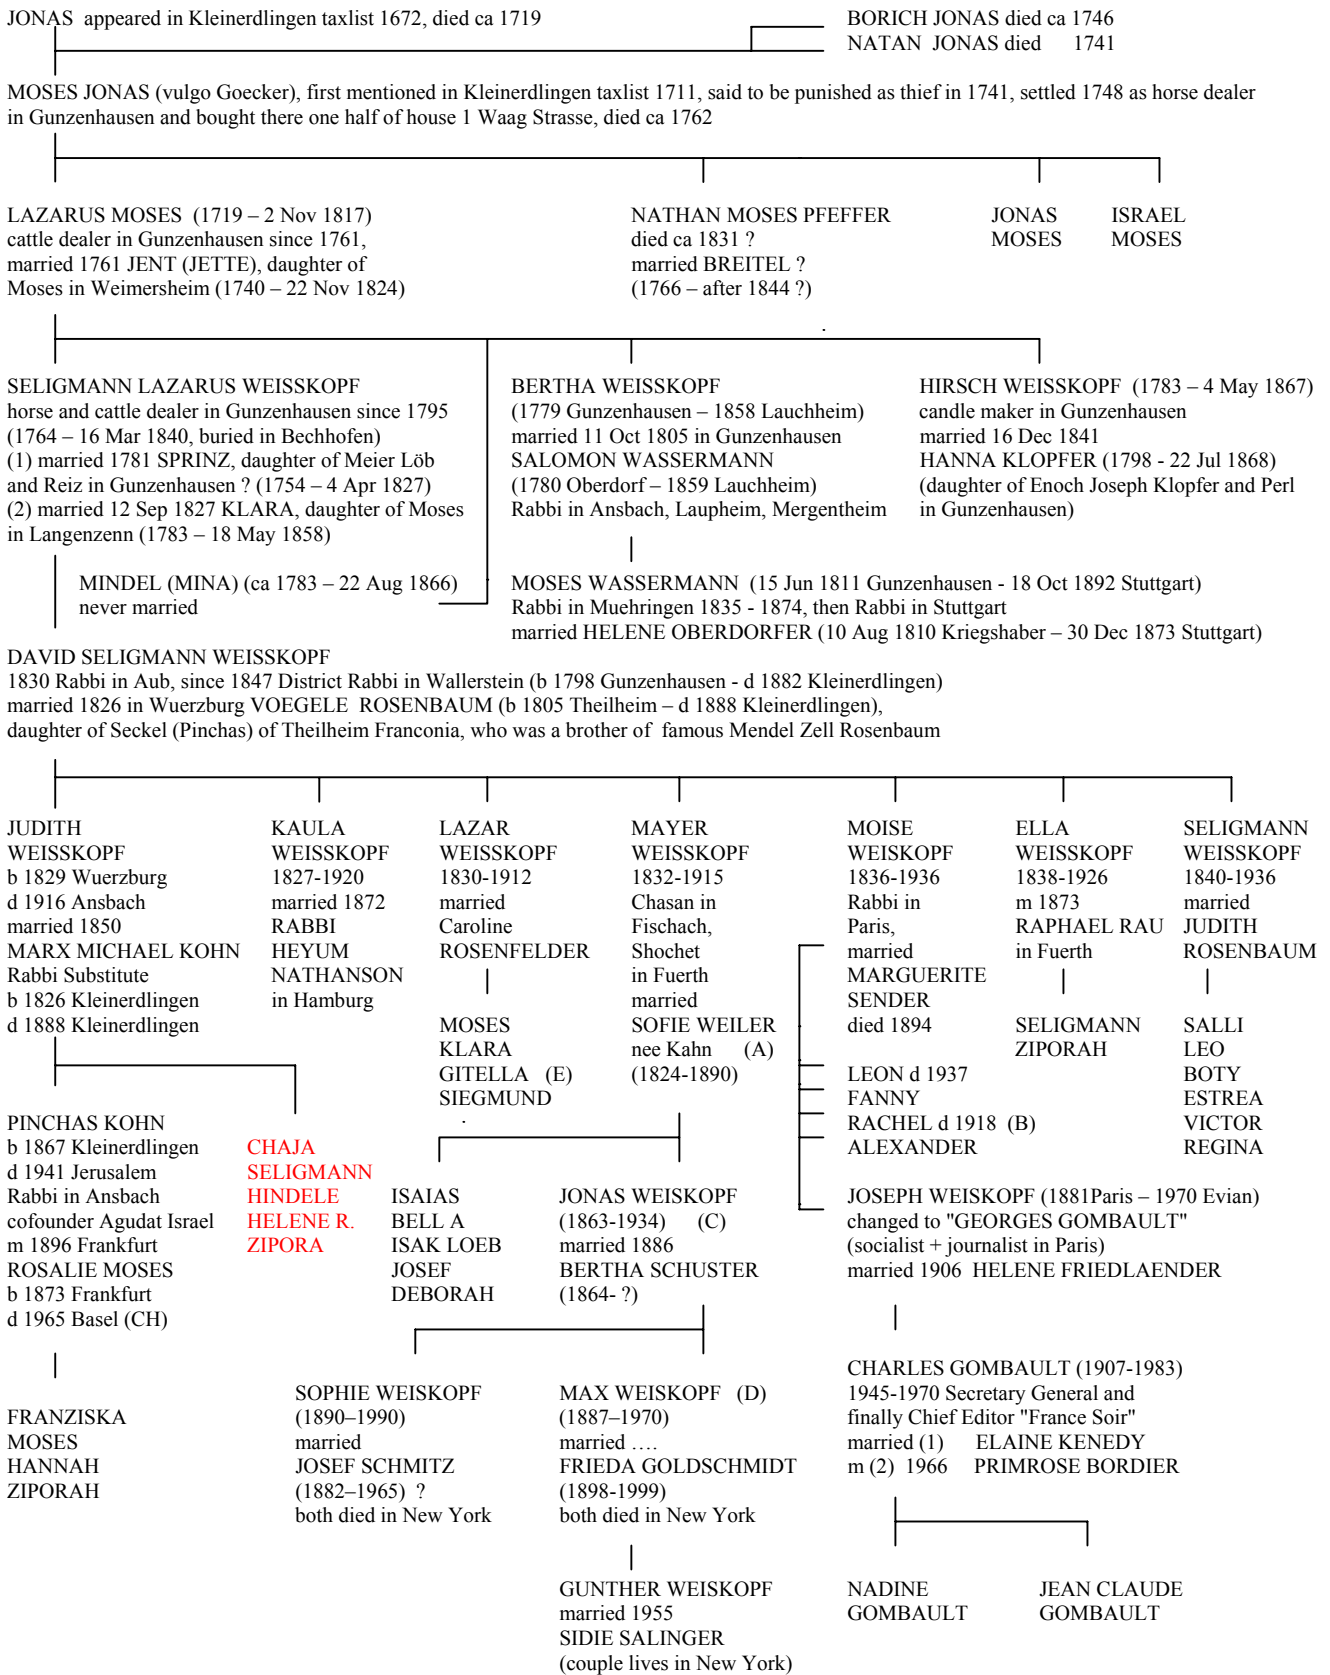 JONAS appeared in Kleinerdlingen taxlist 1672, died ca 1719
BORICH JONAS died ca 1746
NATAN JONAS died 1741
MOSES JONAS (vulgo Goecker), first mentioned in Kleinerdlingen taxlist 1711, said to be punished as thief in 1741, settled 1748 as horse dealer
in Gunzenhausen and bought there one half of house 1 Waag Strasse, died ca 1762
LAZARUS MOSES (1719 – 2 Nov 1817)
cattle dealer in Gunzenhausen since 1761,
married 1761 JENT (JETTE), daughter of
Moses in Weimersheim (1740 – 22 Nov 1824)
NATHAN MOSES PFEFFER
died ca 1831 ?
married BREITEL ?
(1766 – after 1844 ?)
JONAS
MOSES
ISRAEL
MOSES
SELIGMANN LAZARUS WEISSKOPF
horse and cattle dealer in Gunzenhausen since 1795
(1764 – 16 Mar 1840, buried in Bechhofen)
(1) married 1781 SPRINZ, daughter of Meier Löb
and Reiz in Gunzenhausen ? (1754 – 4 Apr 1827)
(2) married 12 Sep 1827 KLARA, daughter of Moses
in Langenzenn (1783 – 18 May 1858)
BERTHA WEISSKOPF
(1779 Gunzenhausen – 1858 Lauchheim)
married 11 Oct 1805 in Gunzenhausen
SALOMON WASSERMANN
(1780 Oberdorf – 1859 Lauchheim)
Rabbi in Ansbach, Laupheim, Mergentheim
HIRSCH WEISSKOPF (1783 – 4 May 1867)
candle maker in Gunzenhausen
married 16 Dec 1841
HANNA KLOPFER (1798 - 22 Jul 1868)
(daughter of Enoch Joseph Klopfer and Perl
in Gunzenhausen)
MINDEL (MINA) (ca 1783 – 22 Aug 1866)
never married
MOSES WASSERMANN (15 Jun 1811 Gunzenhausen - 18 Oct 1892 Stuttgart)
Rabbi in Muehringen 1835 - 1874, then Rabbi in Stuttgart
married HELENE OBERDORFER (10 Aug 1810 Kriegshaber – 30 Dec 1873 Stuttgart)
DAVID SELIGMANN WEISSKOPF
1830 Rabbi in Aub, since 1847 District Rabbi in Wallerstein (b 1798 Gunzenhausen - d 1882 Kleinerdlingen)
married 1826 in Wuerzburg VOEGELE ROSENBAUM (b 1805 Theilheim – d 1888 Kleinerdlingen),
daughter of Seckel (Pinchas) of Theilheim Franconia, who was a brother of famous Mendel Zell Rosenbaum
JUDITH
WEISSKOPF
b 1829 Wuerzburg
d 1916 Ansbach
married 1850
MARX MICHAEL KOHN
Rabbi Substitute
b 1826 Kleinerdlingen
d 1888 Kleinerdlingen
KAULA
WEISSKOPF
1827-1920
married 1872
RABBI
HEYUM
NATHANSON
in Hamburg
LAZAR
WEISSKOPF
1830-1912
married
Caroline
ROSENFELDER
MOSES
KLARA
GITELLA (E)
SIEGMUND
MAYER
WEISSKOPF
1832-1915
Chasan in
Fischach,
Shochet
in Fuerth
married
SOFIE WEILER
nee Kahn (A)
(1824-1890)
MOISE
WEISKOPF
1836-1936
Rabbi in
Paris,
married
MARGUERITE
SENDER
died 1894
LEON d 1937
FANNY
RACHEL d 1918 (B)
ALEXANDER
ELLA
WEISSKOPF
1838-1926
m 1873
RAPHAEL RAU
in Fuerth
SELIGMANN
ZIPORAH
SELIGMANN
WEISSKOPF
1840-1936
married
JUDITH
ROSENBAUM
SALLI
LEO
BOTY
ESTREA
VICTOR
REGINA
PINCHAS KOHN
b 1867 Kleinerdlingen
d 1941 Jerusalem
Rabbi in Ansbach
cofounder Agudat Israel
m 1896 Frankfurt
ROSALIE MOSES
b 1873 Frankfurt
d 1965 Basel (CH)
CHAJA
SELIGMANN
HINDELE
HELENE R.
ZIPORA
ISAIAS
BELL A
ISAK LOEB
JOSEF
DEBORAH
JONAS WEISKOPF
(1863-1934) (C)
married 1886
BERTHA SCHUSTER
(1864- ?)
JOSEPH WEISKOPF (1881Paris – 1970 Evian)
changed to "GEORGES GOMBAULT"
(socialist + journalist in Paris)
married 1906 HELENE FRIEDLAENDER
FRANZISKA
MOSES
HANNAH
ZIPORAH
SOPHIE WEISKOPF
(1890–1990)
married
JOSEF SCHMITZ
(1882–1965) ?
both died in New York
MAX WEISKOPF (D)
(1887–1970)
married ….
FRIEDA GOLDSCHMIDT
(1898-1999)
both died in New York
CHARLES GOMBAULT (1907-1983)
1945-1970 Secretary General and
finally Chief Editor "France Soir"
married (1) ELAINE KENEDY
m (2) 1966 PRIMROSE BORDIER
GUNTHER WEISKOPF
married 1955
SIDIE SALINGER
(couple lives in New York)
NADINE
GOMBAULT
JEAN CLAUDE
GOMBAULT